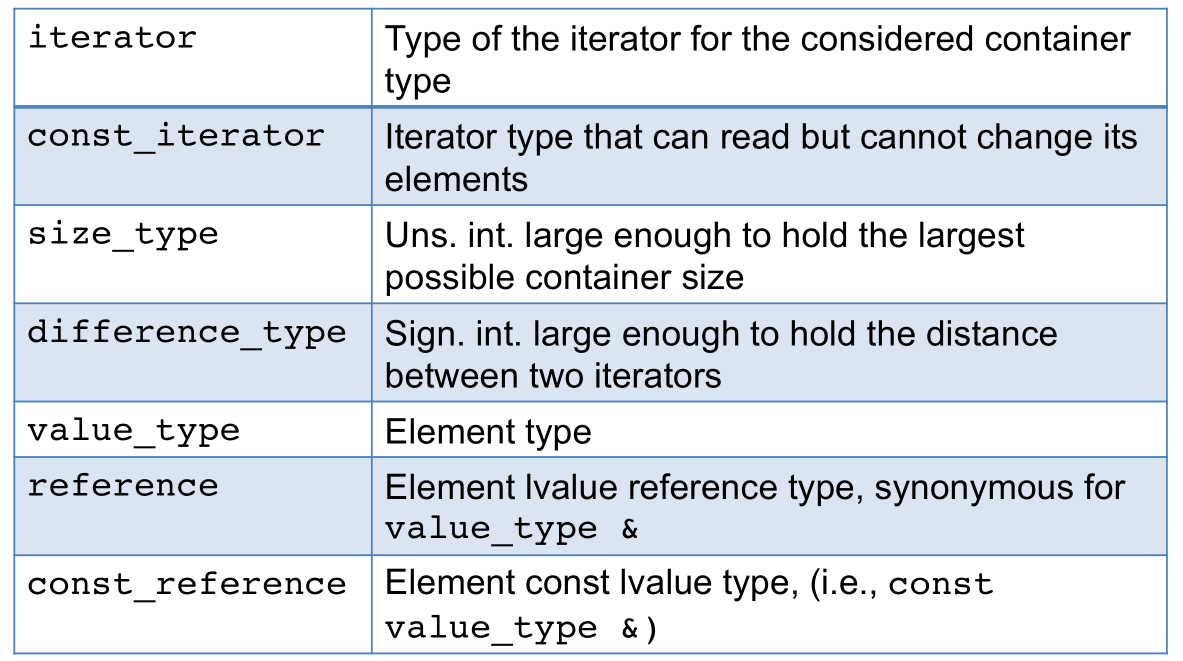 iterator
Type of the iterator for the considered container
type
const_iterator
Iterator type that can read but cannot change its
elements
size_type
Uns. int. large enough to hold the largest
possible container size
difference_type
Sign. int. large enough to hold the distance
between two iterators
value_type
Element type
reference
Element lvalue reference type, synonymous for
value_type &
const_reference
Element const lvalue type, (i.e., const
value_type &)